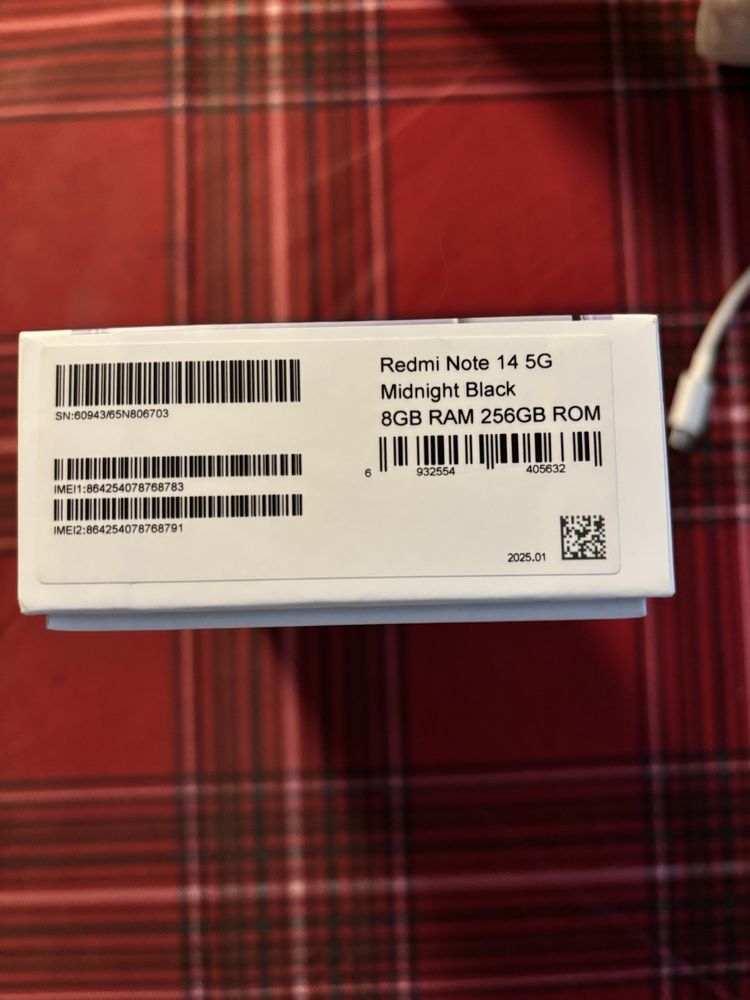 SN:60943/65N806703
IMEI1:864254078768783
IMEI2:864254078768791
Redmi Note 14 5G
Midnight Black
8GB RAM 256GB ROM
6 932554 405632
2025.01